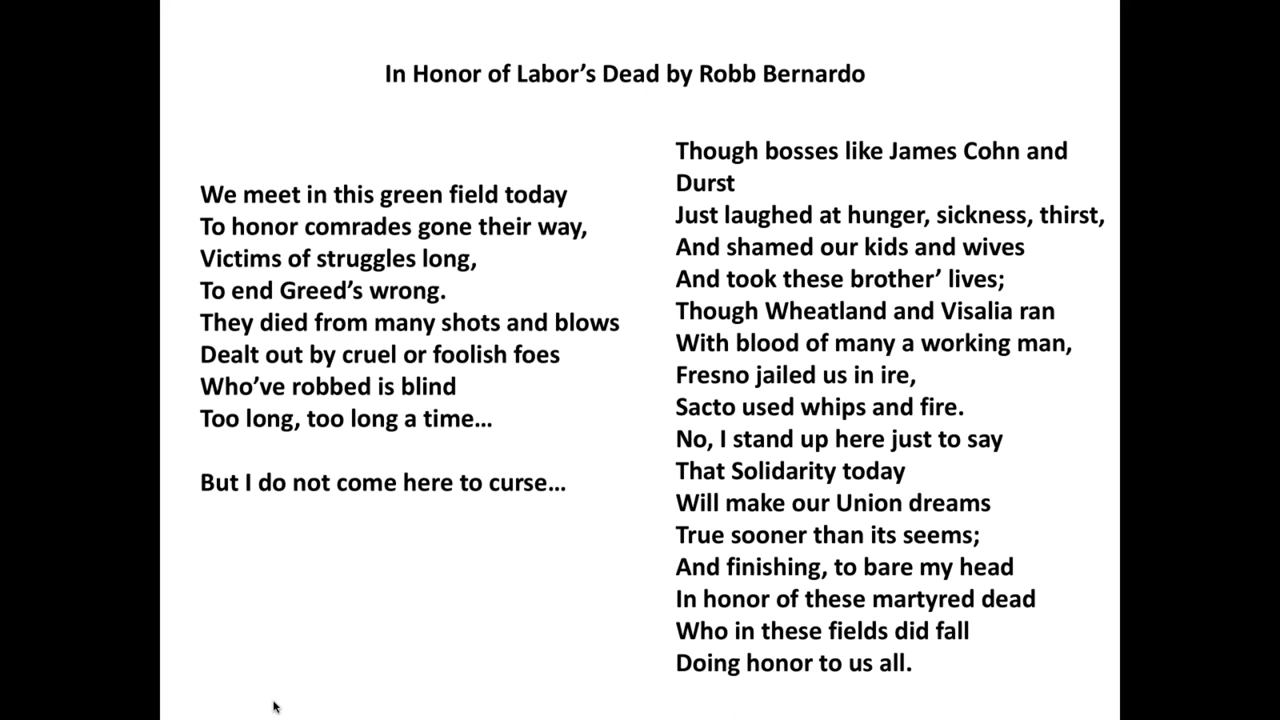 In Honor of Labor’s Dead by Robb Bernardo
We meet in this green field today
To honor comrades gone their way,
Victims of struggles long,
To end Greed’s wrong.
They died from many shots and blows
Dealt out by cruel or foolish foes
Who’ve robbed is blind
Too long, too long a time…
But I do not come here to curse…
Though bosses like James Cohn and
Durst
Just laughed at hunger, sickness, thirst,
And shamed our kids and wives
And took these brother’ lives;
Though Wheatland and Visalia ran
With blood of many a working man,
Fresno jailed us in ire,
Sacto used whips and fire.
No, I stand up here just to say
That Solidarity today
Will make our Union dreams
True sooner than its seems;
And finishing, to bare my head
In honor of these martyred dead
Who in these fields did fall
Doing honor to us all.